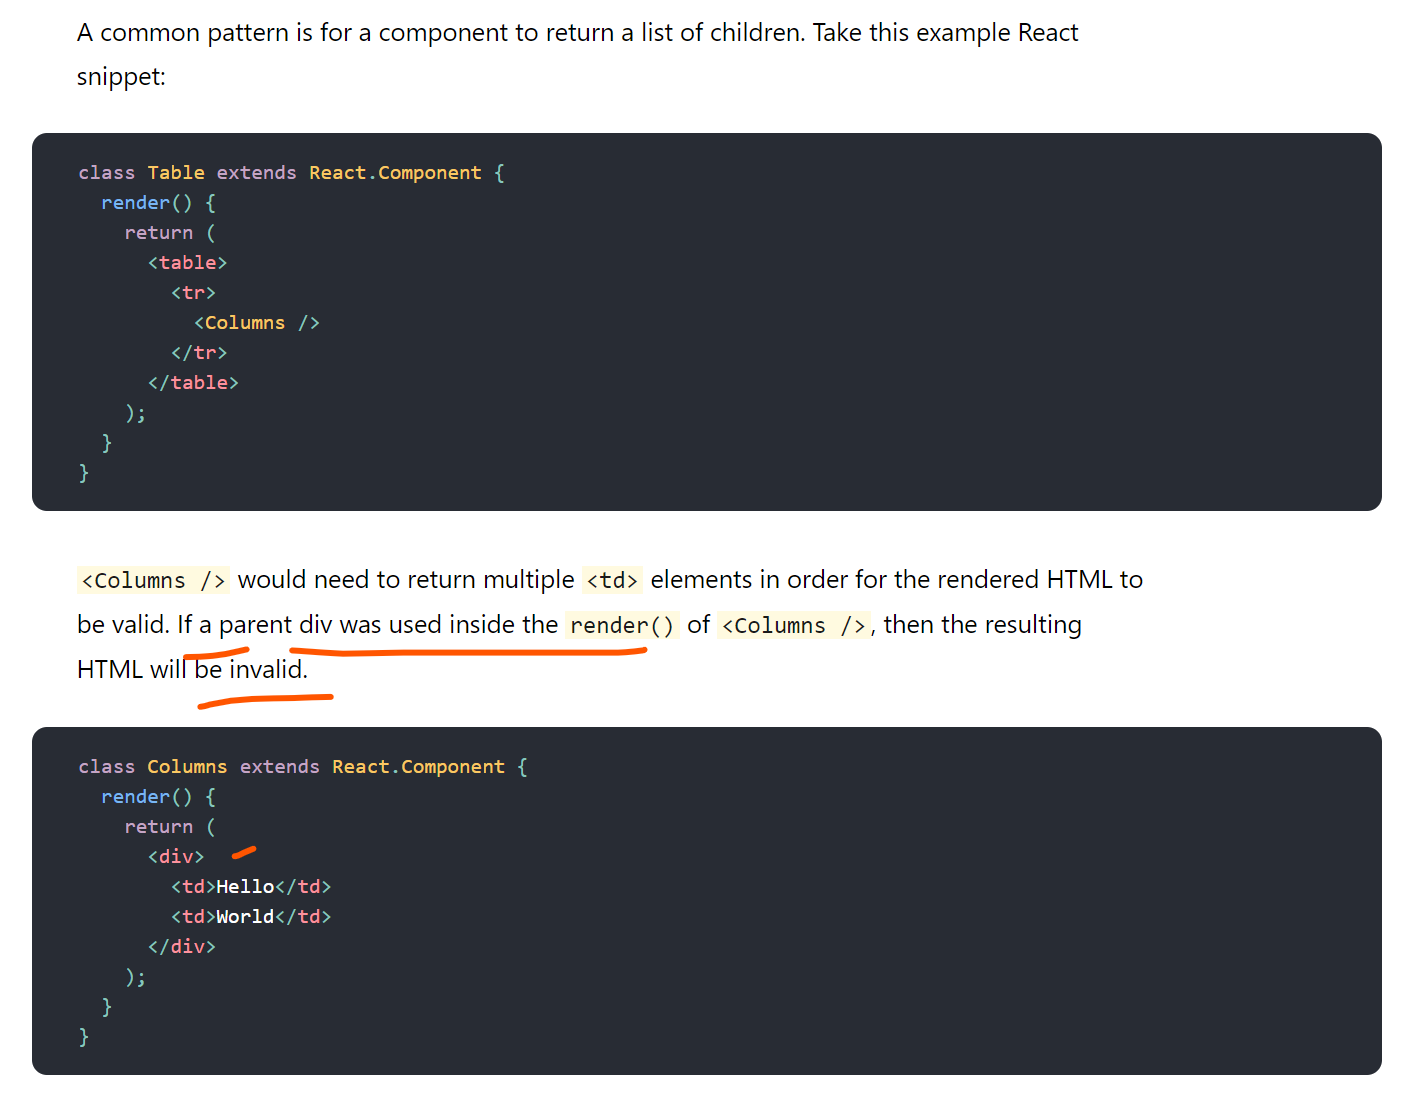 A common pattern is for a component to return a list of children. Take this example React
snippet:
class Table extends React.Component {
  render() {
    return (
      <table>
        <tr>
          <Columns />
        </tr>
      </table>
    );
  }
}
<Columns /> would need to return multiple <td> elements in order for the rendered HTML to
be valid. If a parent div was used inside the render() of <Columns />, then the resulting
HTML will be invalid.
class Columns extends React.Component {
  render() {
    return (
      <div>
        <td>Hello</td>
        <td>World</td>
      </div>
    );
  }
}